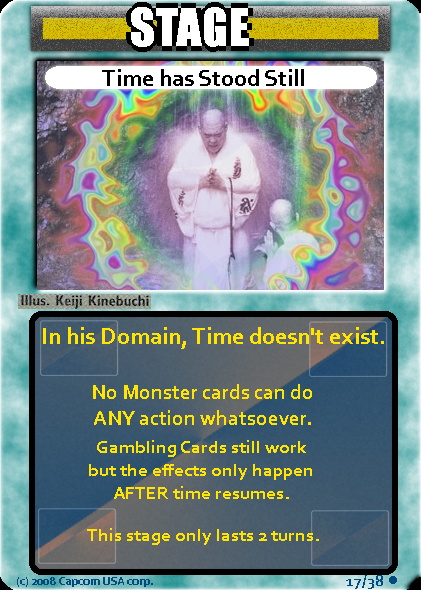 STAGE
Time has Stood Still
Illus. Keiji Kinebuchi
In his Domain, Time doesn't exist.
No Monster cards can do
ANY action whatsoever.
Gambling Cards still work
but the effects only happen
AFTER time resumes.
This stage only lasts 2 turns.
(c) 2008 Capcom USA corp.
17/38 ●